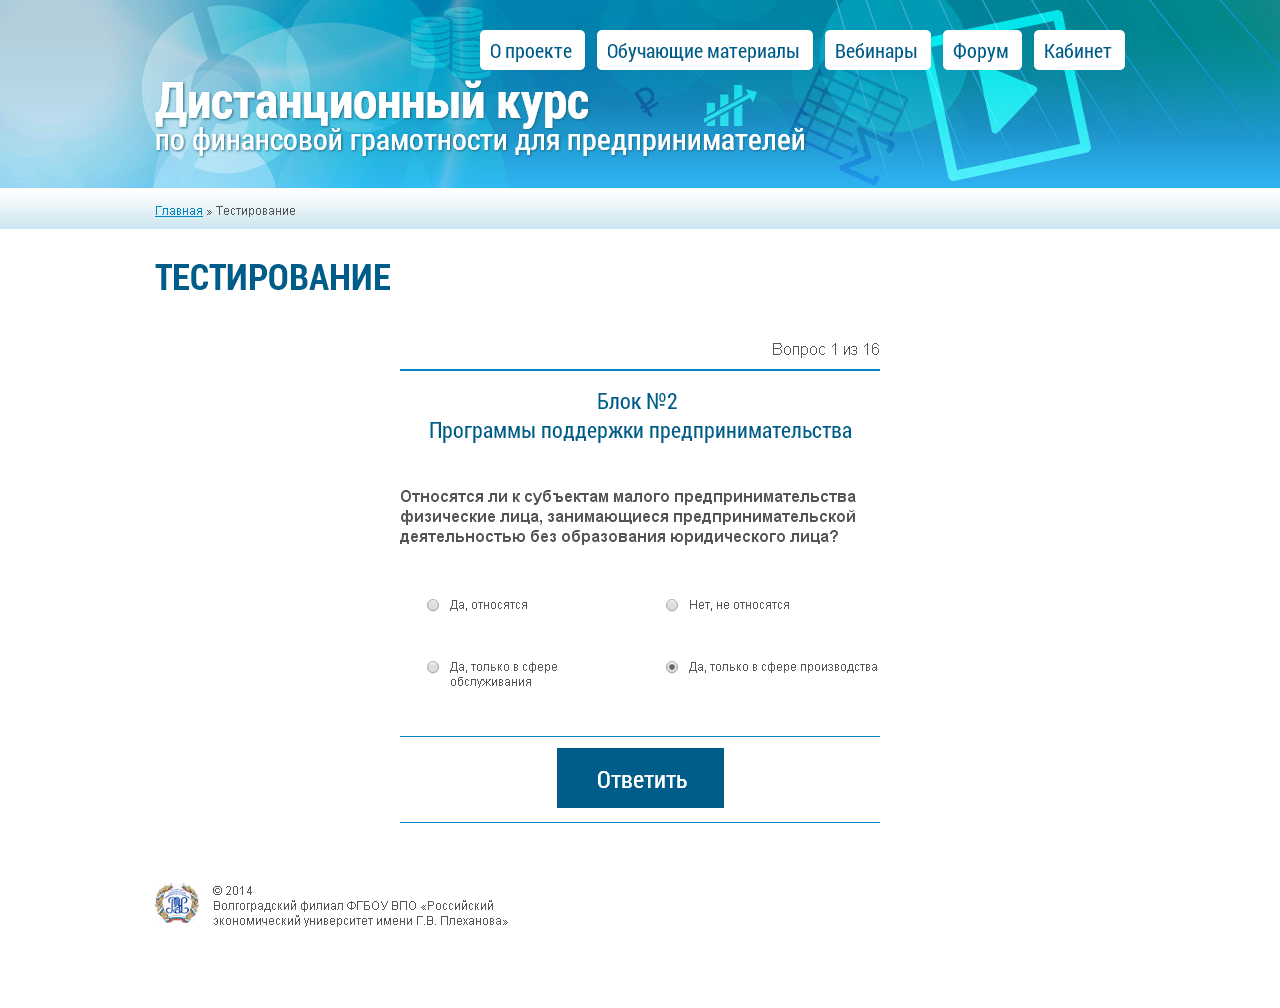 О проекте
Обучающие материалы
Вебинары
Форум
Кабинет
Дистанционный курс
по финансовой грамотности для предпринимателей
Главная » Тестирование
ТЕСТИРОВАНИЕ
Вопрос 1 из 16
Блок №2
Программы поддержки предпринимательства
Относятся ли к субъектам малого предпринимательства
физические лица, занимающиеся предпринимательской
деятельностью без образования юридического лица?
Да, относятся
Нет, не относятся
Да, только в сфере
обслуживания
Да, только в сфере производства
Ответить
© 2014
Волгоградский филиал ФГБОУ ВПО «Российский
экономический университет имени Г.В. Плеханова»